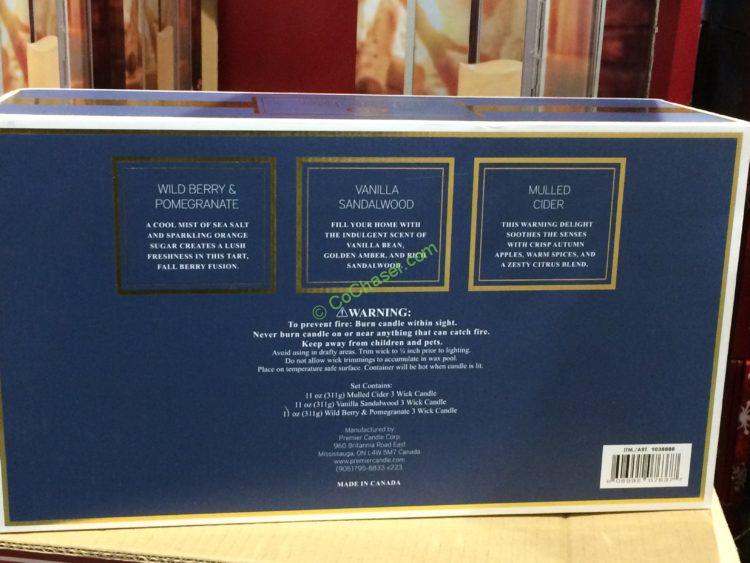 WILD BERRY &
POMEGRANATE
A COOL MIST OF SEA SALT
AND SPARKLING ORANGE
SUGAR CREATES A LUSH
FRESHNESS IN THIS TART,
FALL BERRY FUSION.
VANILLA
SANDALWOOD
FILL YOUR HOME WITH
THE INDULGENT SCENT OF
VANILLA BEAN,
GOLDEN AMBER, AND RICH
SANDALWOOD.
MULLED
CIDER
THIS WARMING DELIGHT
SOOTHES THE SENSES
WITH CRISP AUTUMN
APPLES, WARM SPICES, AND
A ZESTY CITRUS BLEND.
© CoChaser.com
⚠WARNING:
To prevent fire: Burn candle within sight.
Never burn candle on or near anything that can catch fire.
Keep away from children and pets.
Avoid using in drafty areas. Trim wick to ¼ inch prior to lighting.
Do not allow wick trimmings to accumulate in wax pool.
Place on temperature safe surface. Container will be hot when candle is lit.
Set Contains:
11 oz (311g) Mulled Cider 3 Wick Candle
11 oz (311g) Vanilla Sandalwood 3 Wick Candle
11 oz (311g) Wild Berry & Pomegranate 3 Wick Candle
Manufactured by:
Premier Candle Corp.
960 Britannia Road East
Mississauga, ON L4W 5M7 Canada
www.premiercandle.com
(905)795-8833 x223
MADE IN CANADA
ITM./ART. 1038888